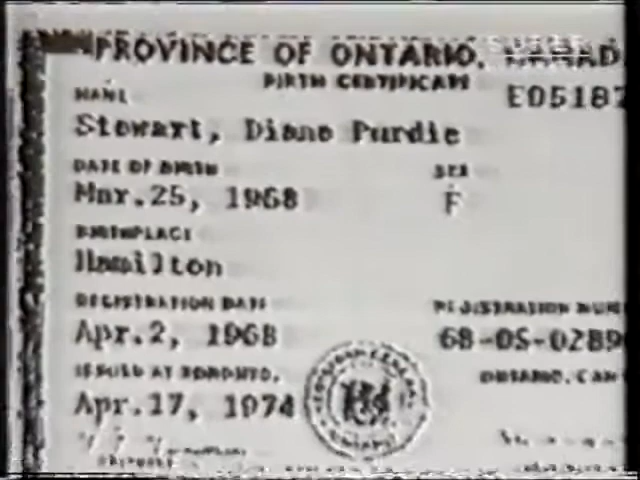 PROVINCE OF ONTARIO, CANAD
BIRTH CERTIFICATE
NAME
E05187
Stewart, Diane Purdie
DATE OF BIRTH
SEX
Mar.25, 1968
F
BIRTHPLACE
Hamilton
REGISTRATION DATE
REGISTRATION NUM
Apr.2, 1968
68-05-0289
ISSUED AT TORONTO,
ONTARIO, CAN
Apr.17, 1974